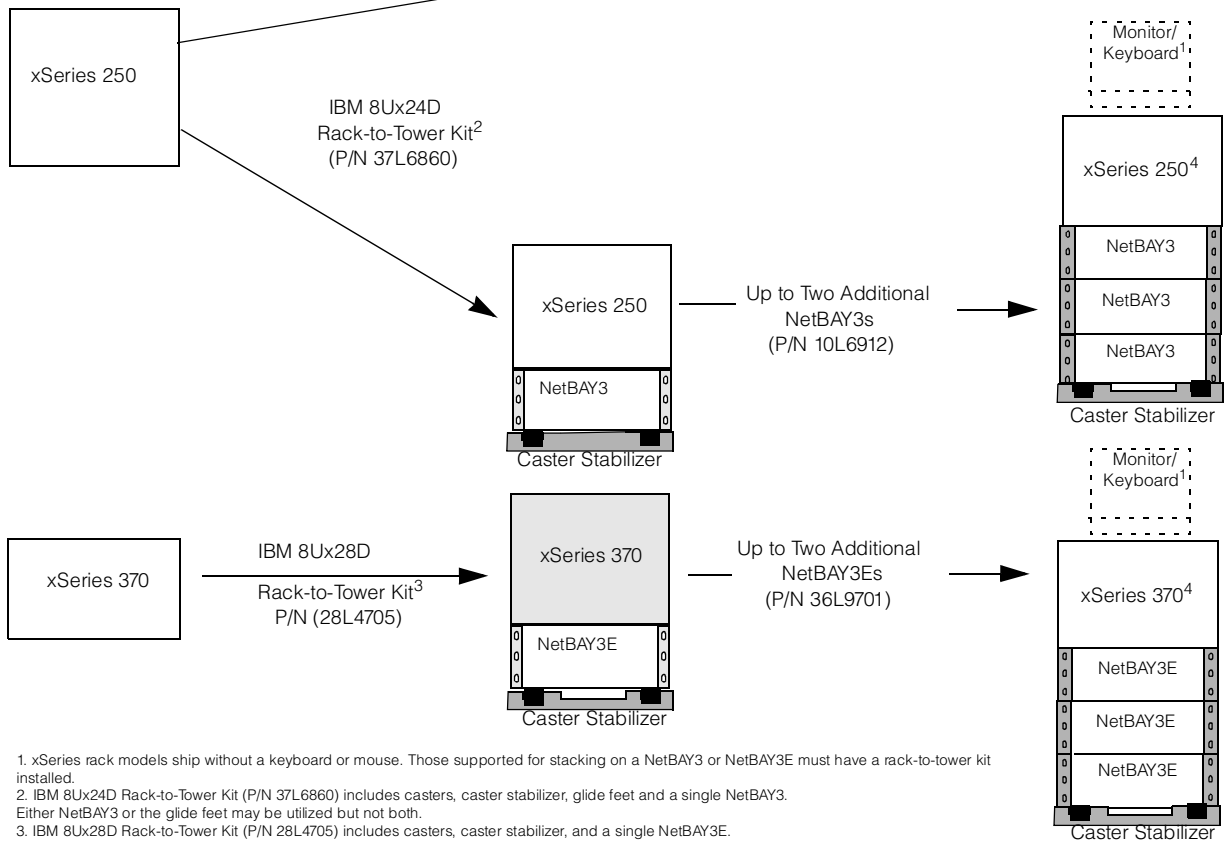 xSeries 250
IBM 8Ux24D
Rack-to-Tower Kit2
(P/N 37L6860)
xSeries 250
NetBAY3
Caster Stabilizer
Up to Two Additional
NetBAY3s
(P/N 10L6912)
Monitor/
Keyboard1
xSeries 2504
NetBAY3
NetBAY3
NetBAY3
Caster Stabilizer
xSeries 370
IBM 8Ux28D
Rack-to-Tower Kit3
P/N (28L4705)
xSeries 370
NetBAY3E
Caster Stabilizer
Up to Two Additional
NetBAY3Es
(P/N 36L9701)
Monitor/
Keyboard1
xSeries 3704
NetBAY3E
NetBAY3E
NetBAY3E
Caster Stabilizer
1. xSeries rack models ship without a keyboard or mouse. Those supported for stacking on a NetBAY3 or NetBAY3E must have a rack-to-tower kit
installed.
2. IBM 8Ux24D Rack-to-Tower Kit (P/N 37L6860) includes casters, caster stabilizer, glide feet and a single NetBAY3.
Either NetBAY3 or the glide feet may be utilized but not both.
3. IBM 8Ux28D Rack-to-Tower Kit (P/N 28L4705) includes casters, caster stabilizer, and a single NetBAY3E.